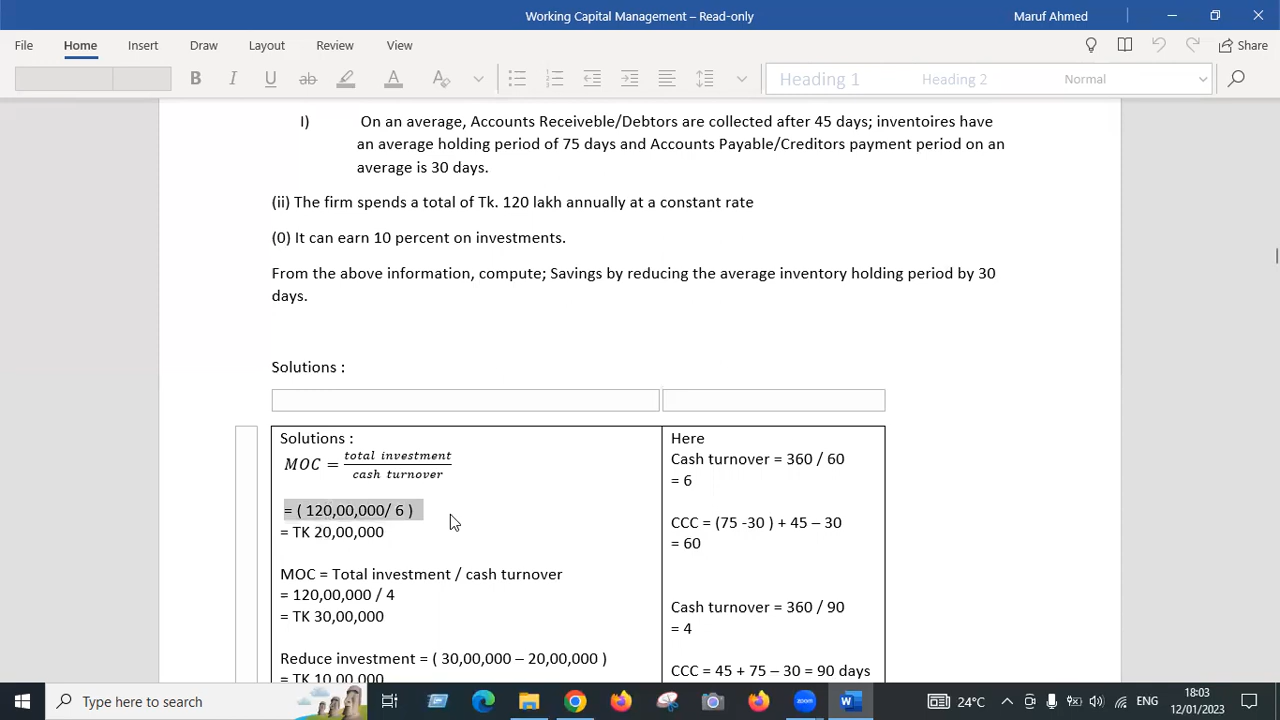 Working Capital Management – Read-only
Maruf Ahmed
File Home Insert Draw Layout References Review View
Share
Heading 1 Heading 2 Normal
I) On an average, Accounts Receiveble/Debtors are collected after 45 days; inventoires have
an average holding period of 75 days and Accounts Payable/Creditors payment period on an
average is 30 days.
(ii) The firm spends a total of Tk. 120 lakh annually at a constant rate
(0) It can earn 10 percent on investments.
From the above information, compute; Savings by reducing the average inventory holding period by 30
days.
Solutions :
Solutions :
MOC = total investment
cash turnover
= ( 120,00,000/ 6 )
= TK 20,00,000
MOC = Total investment / cash turnover
= 120,00,000 / 4
= TK 30,00,000
Reduce investment = ( 30,00,000 – 20,00,000 )
= TK 10,00,000
Here
Cash turnover = 360 / 60
= 6
CCC = (75 -30 ) + 45 – 30
= 60
Cash turnover = 360 / 90
= 4
CCC = 45 + 75 – 30 = 90 days
Type here to search
24°C
ENG
18:03
12/01/2023